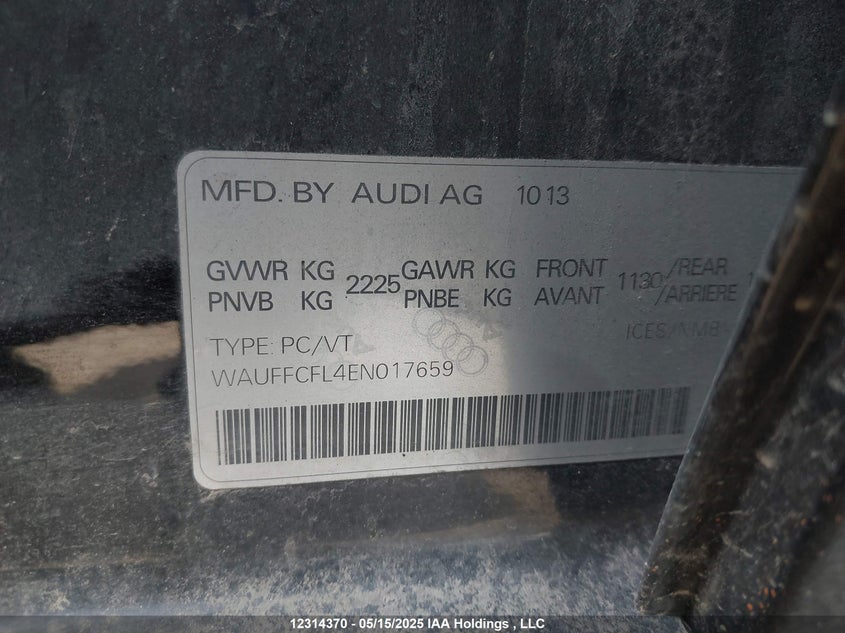 MFD. BY AUDI AG 10 13
GVWR KG 2225 GAWR KG FRONT 1130 /REAR
PNVB KG PNBE KG AVANT /ARRIERE
TYPE: PC/VT
WAUFFCFL4EN017659
12314370 - 05/15/2025 IAA Holdings , LLC